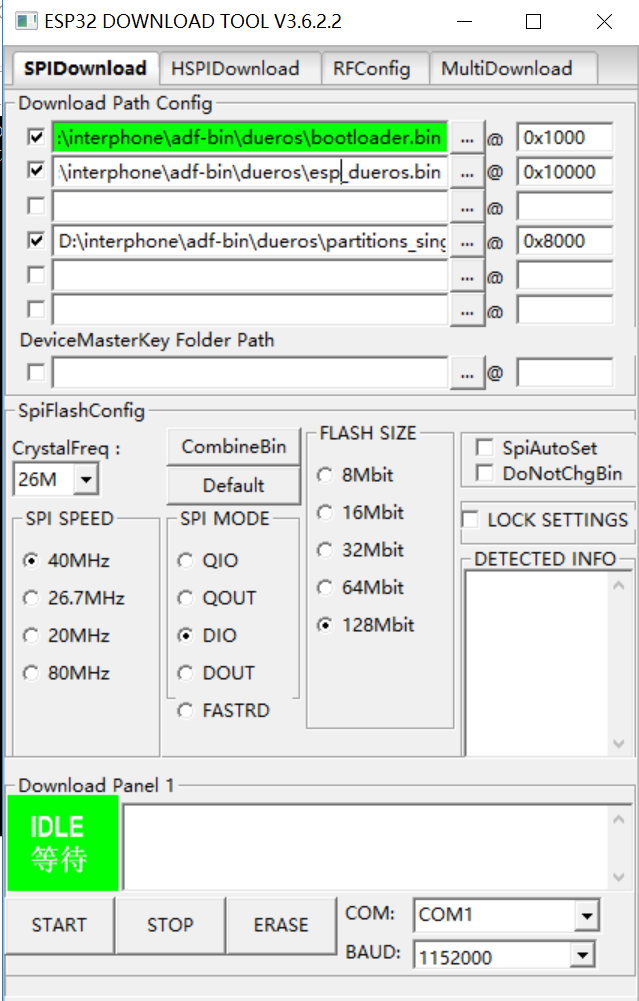 ESP32 DOWNLOAD TOOL V3.6.2.2
SPIDownload HSPIDownload RFConfig MultiDownload
Download Path Config
:\interphone\adf-bin\dueros\bootloader.bin ... @ 0x1000
:\interphone\adf-bin\dueros\esp_dueros.bin ... @ 0x10000
... @
D:\interphone\adf-bin\dueros\partitions_sing ... @ 0x8000
... @
... @
DeviceMasterKey Folder Path
... @
SpiFlashConfig
CrystalFreq :
26M
CombineBin
Default
SPI SPEED
40MHz
26.7MHz
20MHz
80MHz
SPI MODE
QIO
QOUT
DIO
DOUT
FASTRD
FLASH SIZE
8Mbit
16Mbit
32Mbit
64Mbit
128Mbit
SpiAutoSet
DoNotChgBin
LOCK SETTINGS
DETECTED INFO
Download Panel 1
IDLE
等待
START STOP ERASE
COM: COM1
BAUD: 1152000